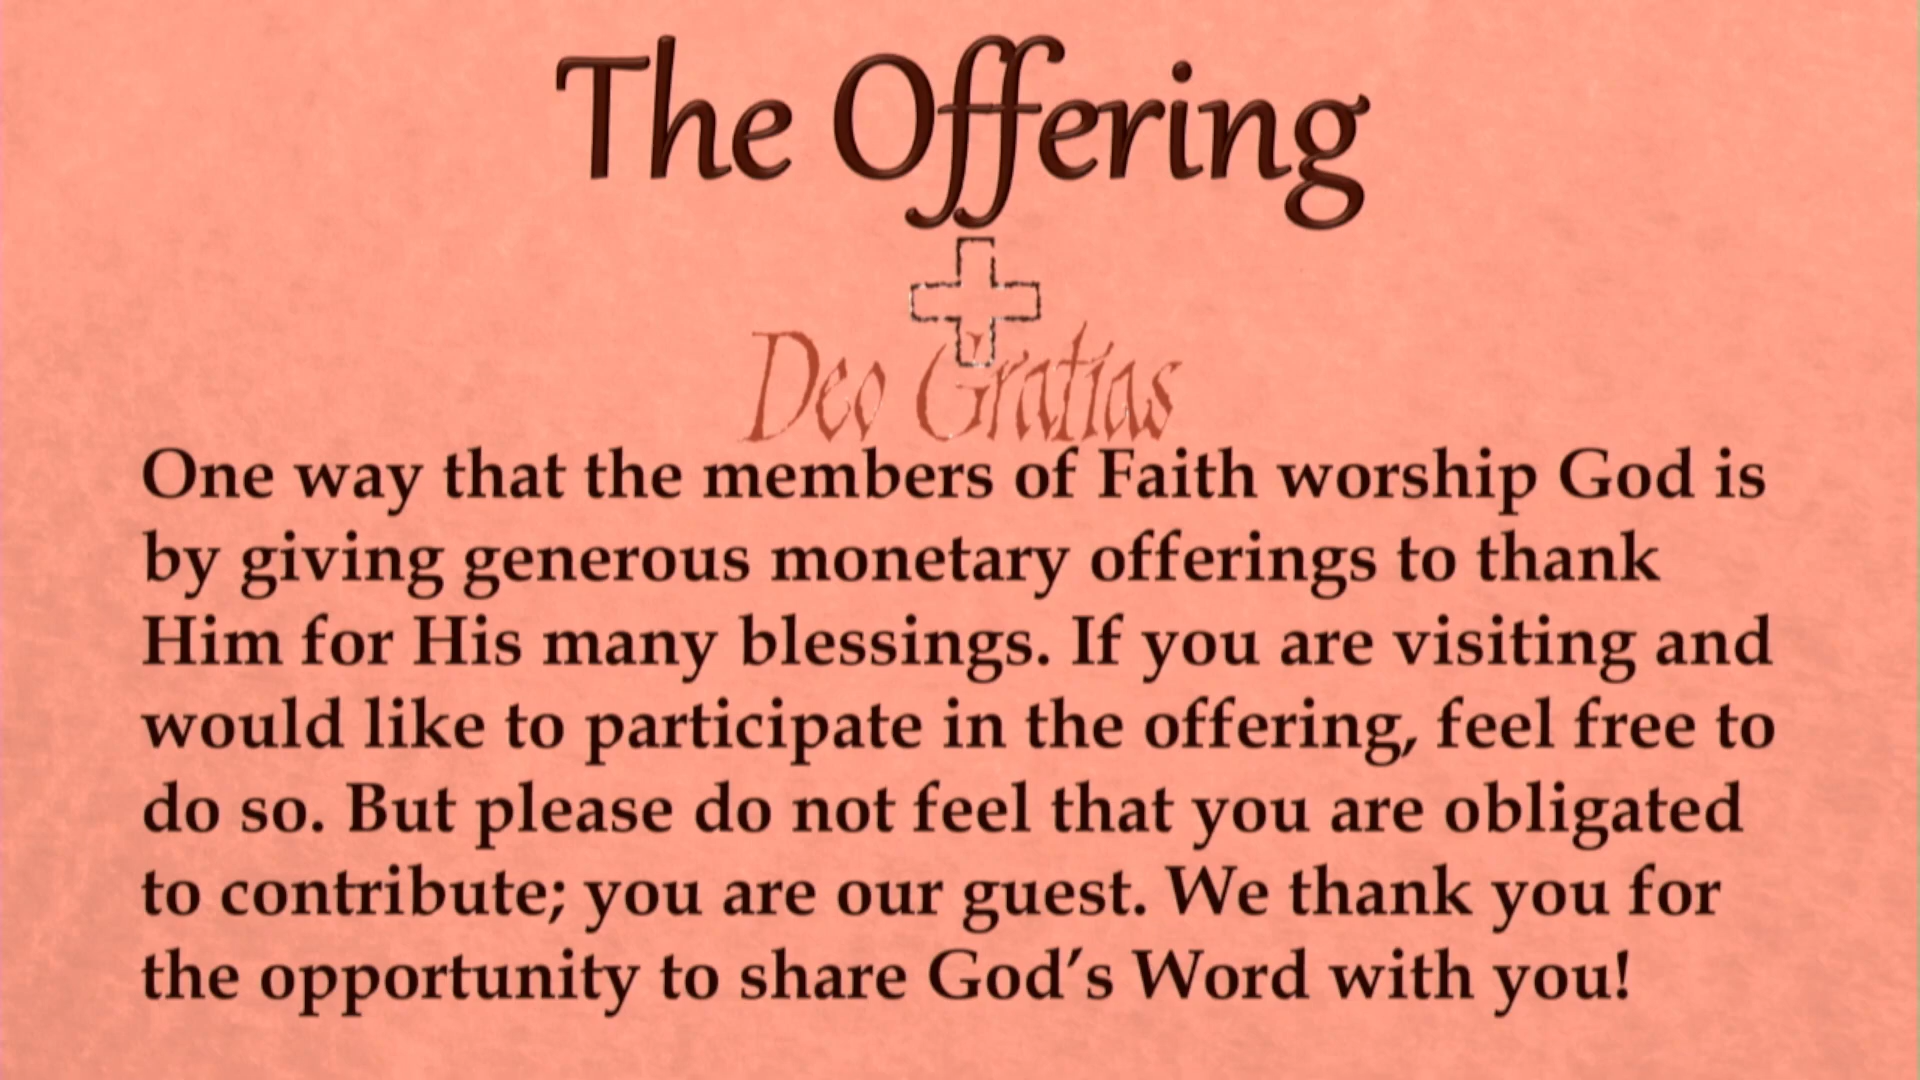 The Offering
Deo Gratias
One way that the members of Faith worship God is
by giving generous monetary offerings to thank
Him for His many blessings. If you are visiting and
would like to participate in the offering, feel free to
do so. But please do not feel that you are obligated
to contribute; you are our guest. We thank you for
the opportunity to share God’s Word with you!